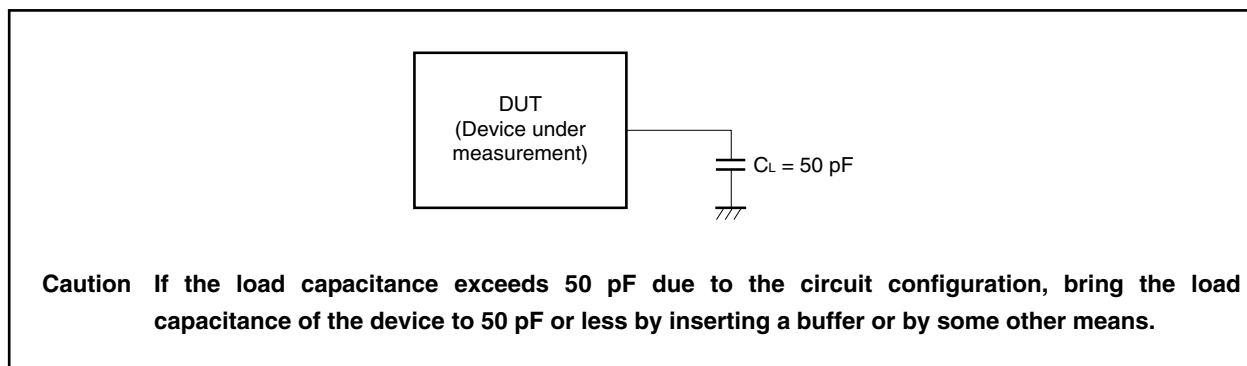 DUT
(Device under
measurement)
CL = 50 pF
Caution If the load capacitance exceeds 50 pF due to the circuit configuration, bring the load
capacitance of the device to 50 pF or less by inserting a buffer or by some other means.